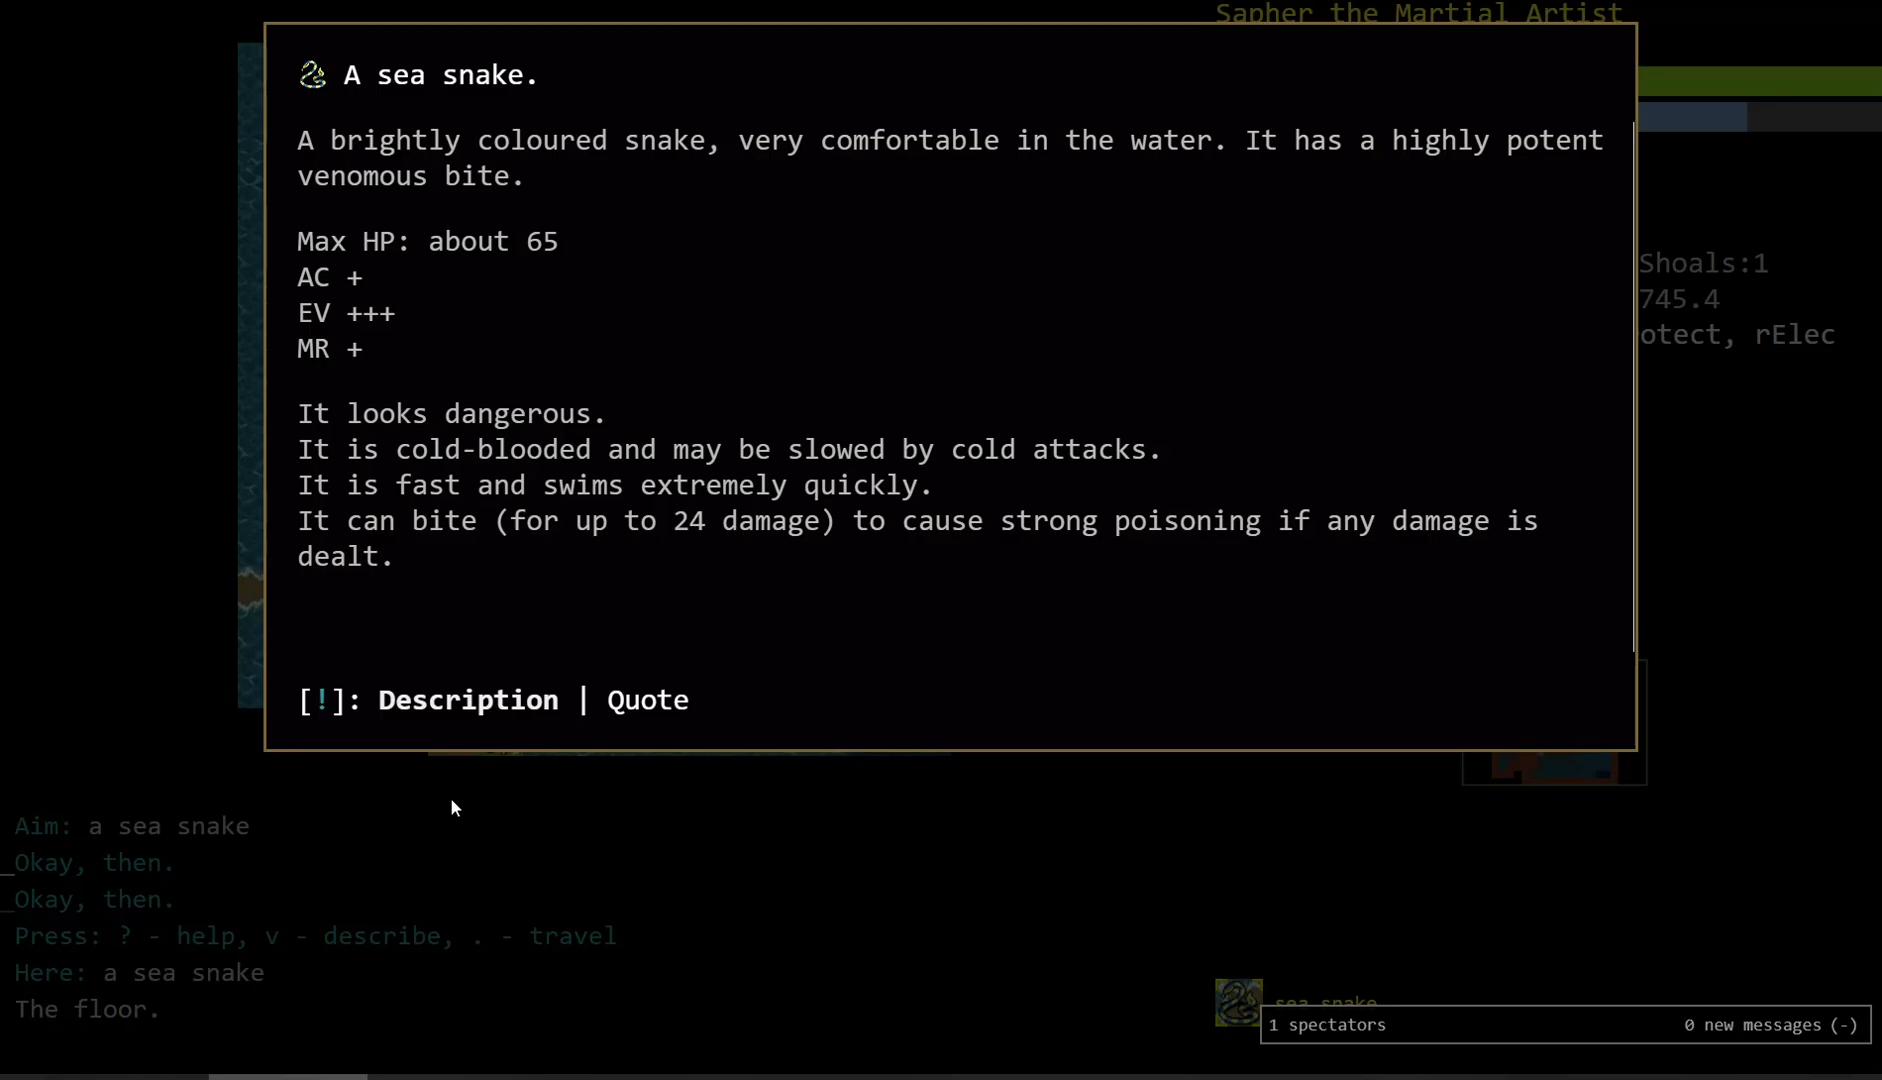 Sapher the Martial Artist
A sea snake.
A brightly coloured snake, very comfortable in the water. It has a highly potent
venomous bite.
Max HP: about 65
AC +
EV +++
MR +
Shoals:1
745.4
otect, rElec
It looks dangerous.
It is cold-blooded and may be slowed by cold attacks.
It is fast and swims extremely quickly.
It can bite (for up to 24 damage) to cause strong poisoning if any damage is
dealt.
[!]: Description | Quote
Aim: a sea snake
_Okay, then.
_Okay, then.
Press: ? - help, v - describe, . - travel
Here: a sea snake
The floor.
sea snake
1 spectators 0 new messages (-)